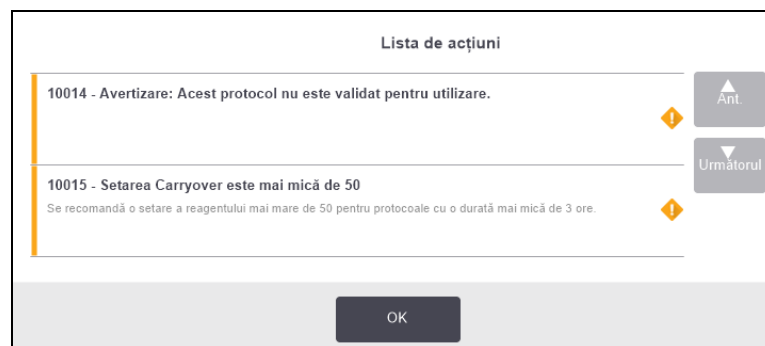 Lista de acțiuni
10014 - Avertizare: Acest protocol nu este validat pentru utilizare.
Ant.
Următorul
10015 - Setarea Carryover este mai mică de 50
Se recomandă o setare a reagentului mai mare de 50 pentru protocoale cu o durată mai mică de 3 ore.
OK